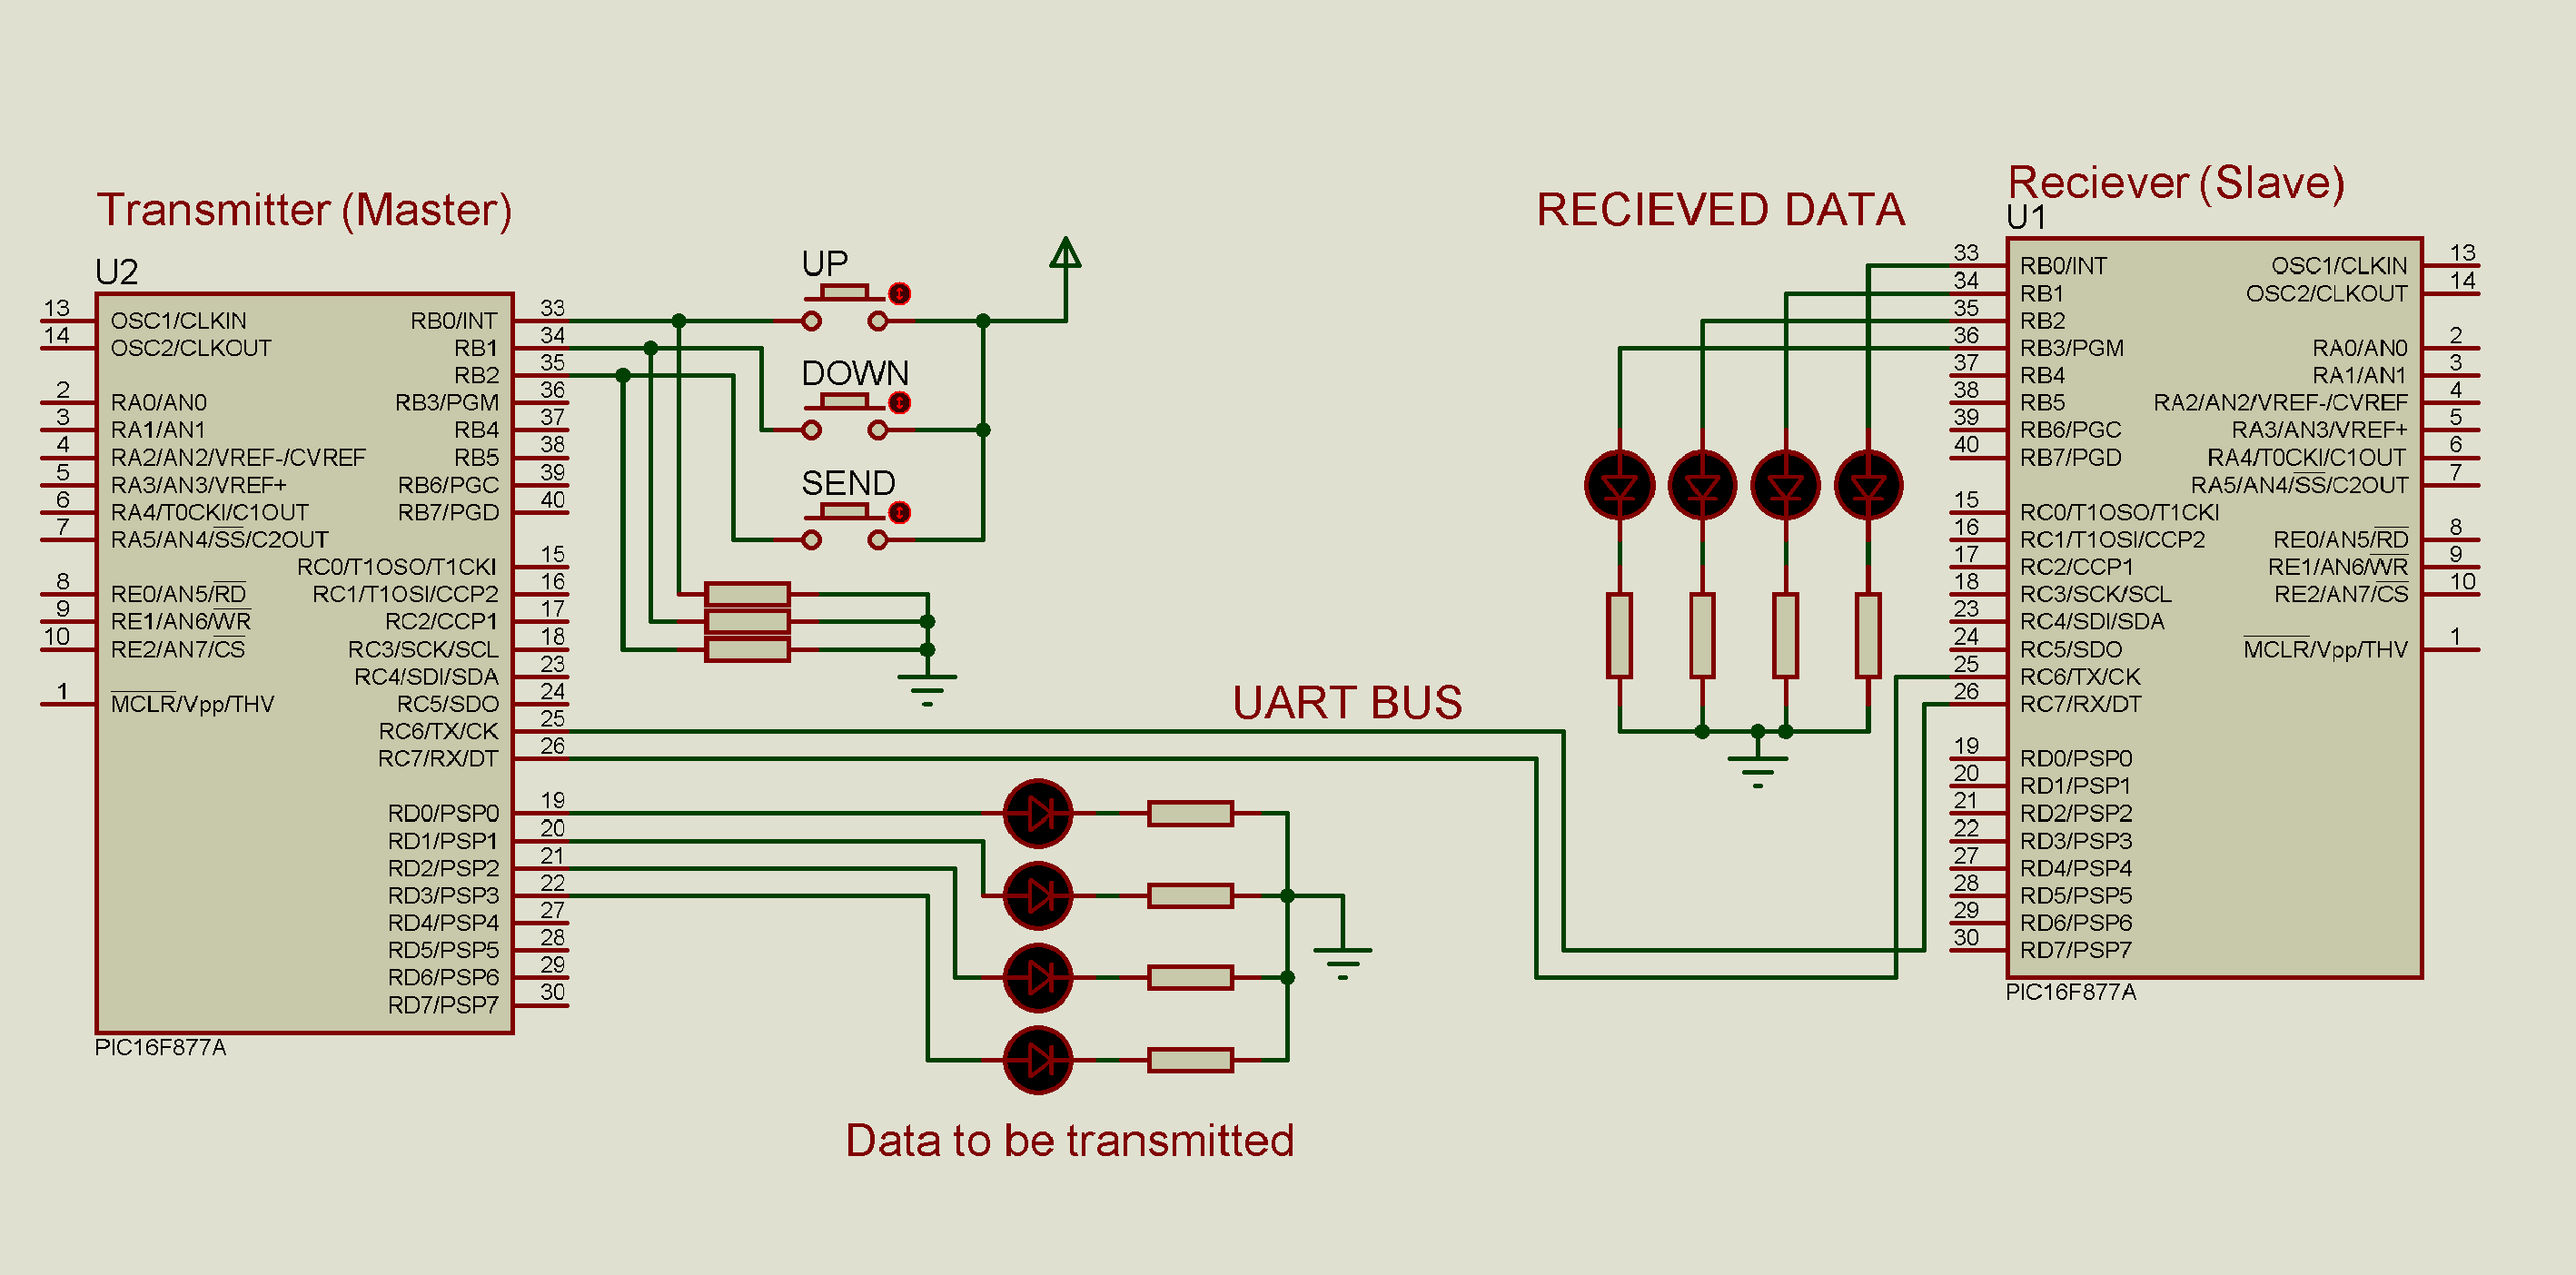 Transmitter (Master)
U2
13 OSC1/CLKIN
14 OSC2/CLKOUT
2 RA0/AN0
3 RA1/AN1
4 RA2/AN2/VREF-/CVREF
5 RA3/AN3/VREF+
6 RA4/T0CKI/C1OUT
7 RA5/AN4/SS/C2OUT
8 RE0/AN5/RD
9 RE1/AN6/WR
10 RE2/AN7/CS
1 MCLR/Vpp/THV
RB0/INT 33
RB1 34
RB2 35
RB3/PGM 36
RB4 37
RB5 38
RB6/PGC 39
RB7/PGD 40
RC0/T1OSO/T1CKI 15
RC1/T1OSI/CCP2 16
RC2/CCP1 17
RC3/SCK/SCL 18
RC4/SDI/SDA 23
RC5/SDO 24
RC6/TX/CK 25
RC7/RX/DT 26
RD0/PSP0 19
RD1/PSP1 20
RD2/PSP2 21
RD3/PSP3 22
RD4/PSP4 27
RD5/PSP5 28
RD6/PSP6 29
RD7/PSP7 30
PIC16F877A
UP
DOWN
SEND
UART BUS
Data to be transmitted
RECIEVED DATA
Reciever (Slave)
U1
33 RB0/INT
34 RB1
35 RB2
36 RB3/PGM
37 RB4
38 RB5
39 RB6/PGC
40 RB7/PGD
15 RC0/T1OSO/T1CKI
16 RC1/T1OSI/CCP2
17 RC2/CCP1
18 RC3/SCK/SCL
23 RC4/SDI/SDA
24 RC5/SDO
25 RC6/TX/CK
26 RC7/RX/DT
19 RD0/PSP0
20 RD1/PSP1
21 RD2/PSP2
22 RD3/PSP3
27 RD4/PSP4
28 RD5/PSP5
29 RD6/PSP6
30 RD7/PSP7
OSC1/CLKIN 13
OSC2/CLKOUT 14
RA0/AN0 2
RA1/AN1 3
RA2/AN2/VREF-/CVREF 4
RA3/AN3/VREF+ 5
RA4/T0CKI/C1OUT 6
RA5/AN4/SS/C2OUT 7
RE0/AN5/RD 8
RE1/AN6/WR 9
RE2/AN7/CS 10
MCLR/Vpp/THV 1
PIC16F877A